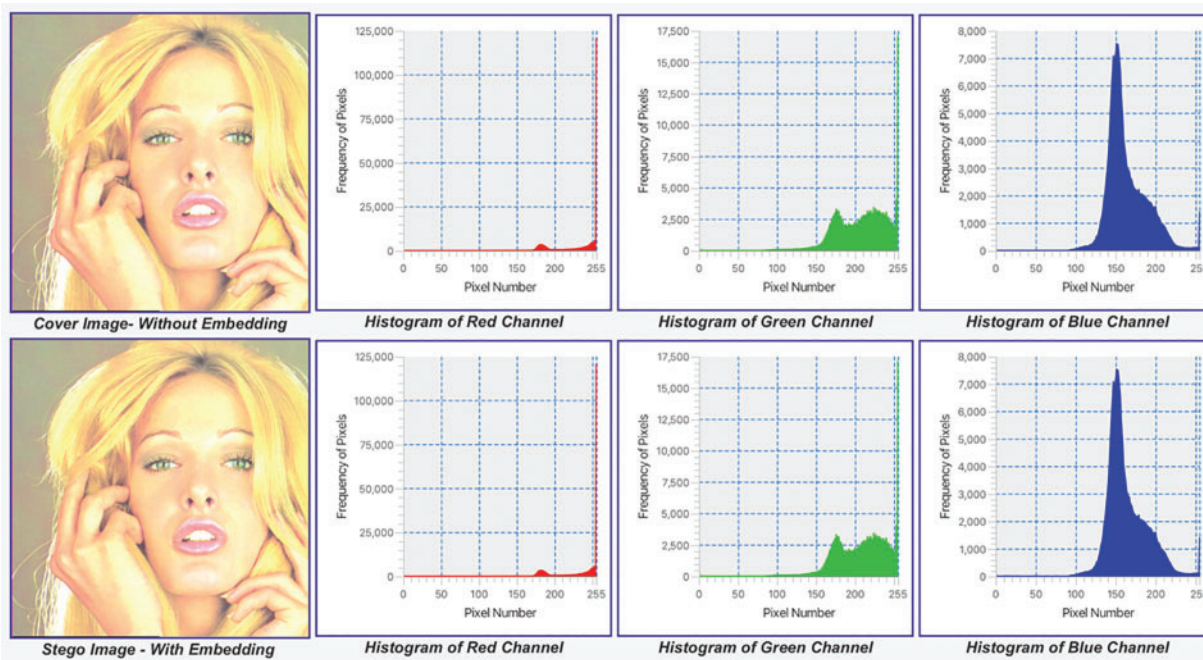 125,000
100,000
75,000
50,000
25,000
0
Frequency of Pixels
0 50 100 150 200 255
Pixel Number
17,500
15,000
12,500
10,000
7,500
5,000
2,500
0
Frequency of Pixels
0 50 100 150 200 255
Pixel Number
8,000
7,000
6,000
5,000
4,000
3,000
2,000
1,000
0
Frequency of Pixels
0 50 100 150 200 25
Pixel Number
Cover Image- Without Embedding
Histogram of Red Channel
Histogram of Green Channel
Histogram of Blue Channel
125,000
100,000
75,000
50,000
25,000
0
Frequency of Pixels
0 50 100 150 200 255
Pixel Number
17,500
15,000
12,500
10,000
7,500
5,000
2,500
0
Frequency of Pixels
0 50 100 150 200 255
Pixel Number
8,000
7,000
6,000
5,000
4,000
3,000
2,000
1,000
0
Frequency of Pixels
0 50 100 150 200 25
Pixel Number
Stego Image - With Embedding
Histogram of Red Channel
Histogram of Green Channel
Histogram of Blue Channel